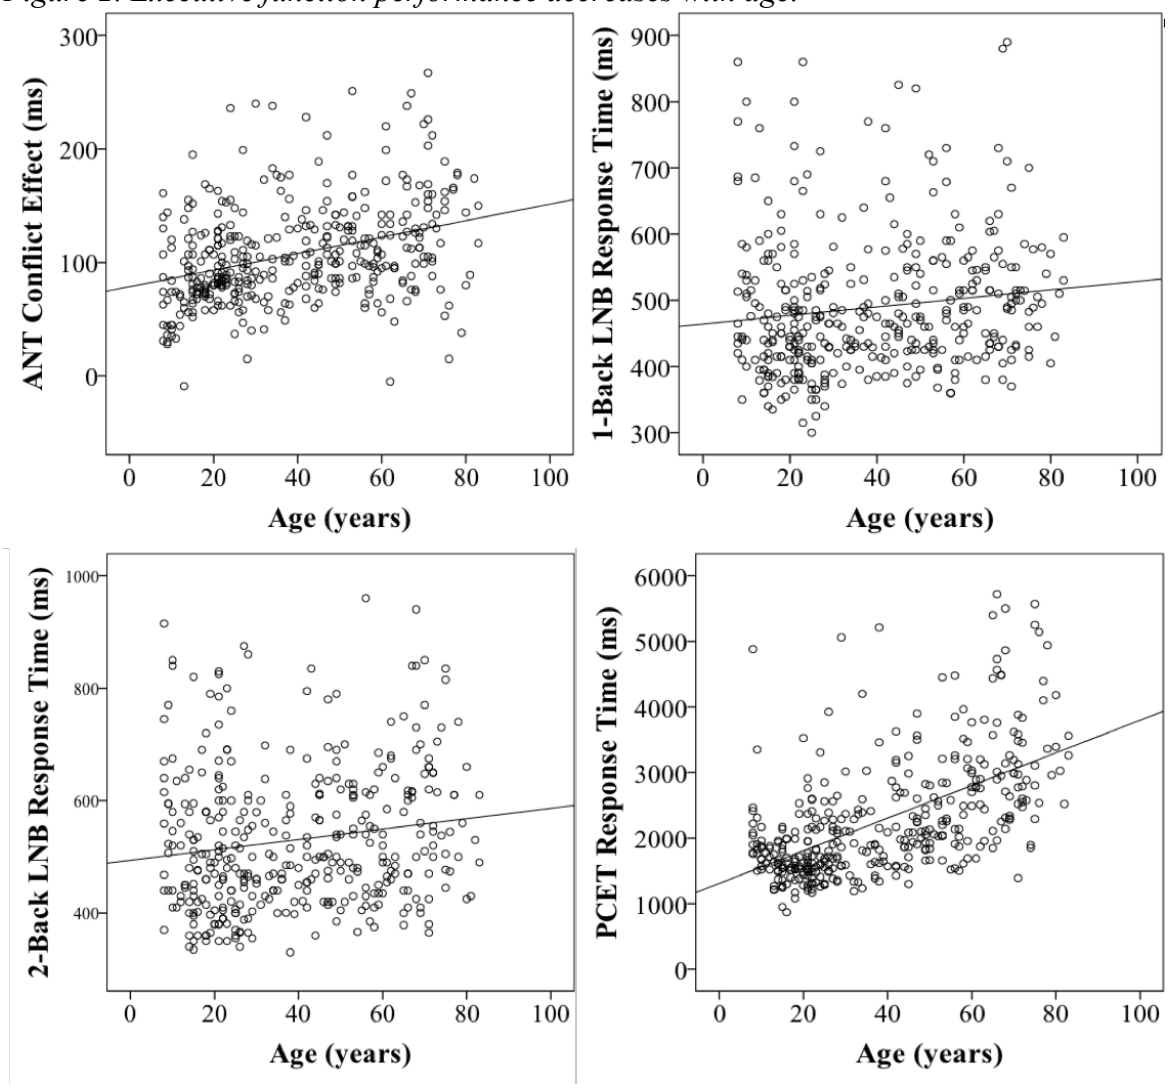 Figure 2. Executive function performance decreases with age.
300
200
100
0
ANT Conflict Effect (ms)
0 20 40 60 80 100
Age (years)
900
800
700
600
500
400
300
1-Back LNB Response Time (ms)
0 20 40 60 80 100
Age (years)
1000
800
600
400
2-Back LNB Response Time (ms)
0 20 40 60 80 100
Age (years)
6000
5000
4000
3000
2000
1000
0
PCET Response Time (ms)
0 20 40 60 80 100
Age (years)